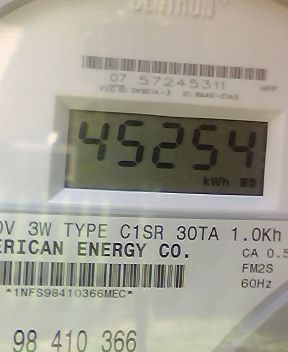 CENTRON
07 57245311
45254
kWh
0V 3W TYPE C1SR 30TA 1.0Kh
ERICAN ENERGY CO.
CA 0.5
FM2S
60Hz
*1NFS98410366MEC*
98 410 366